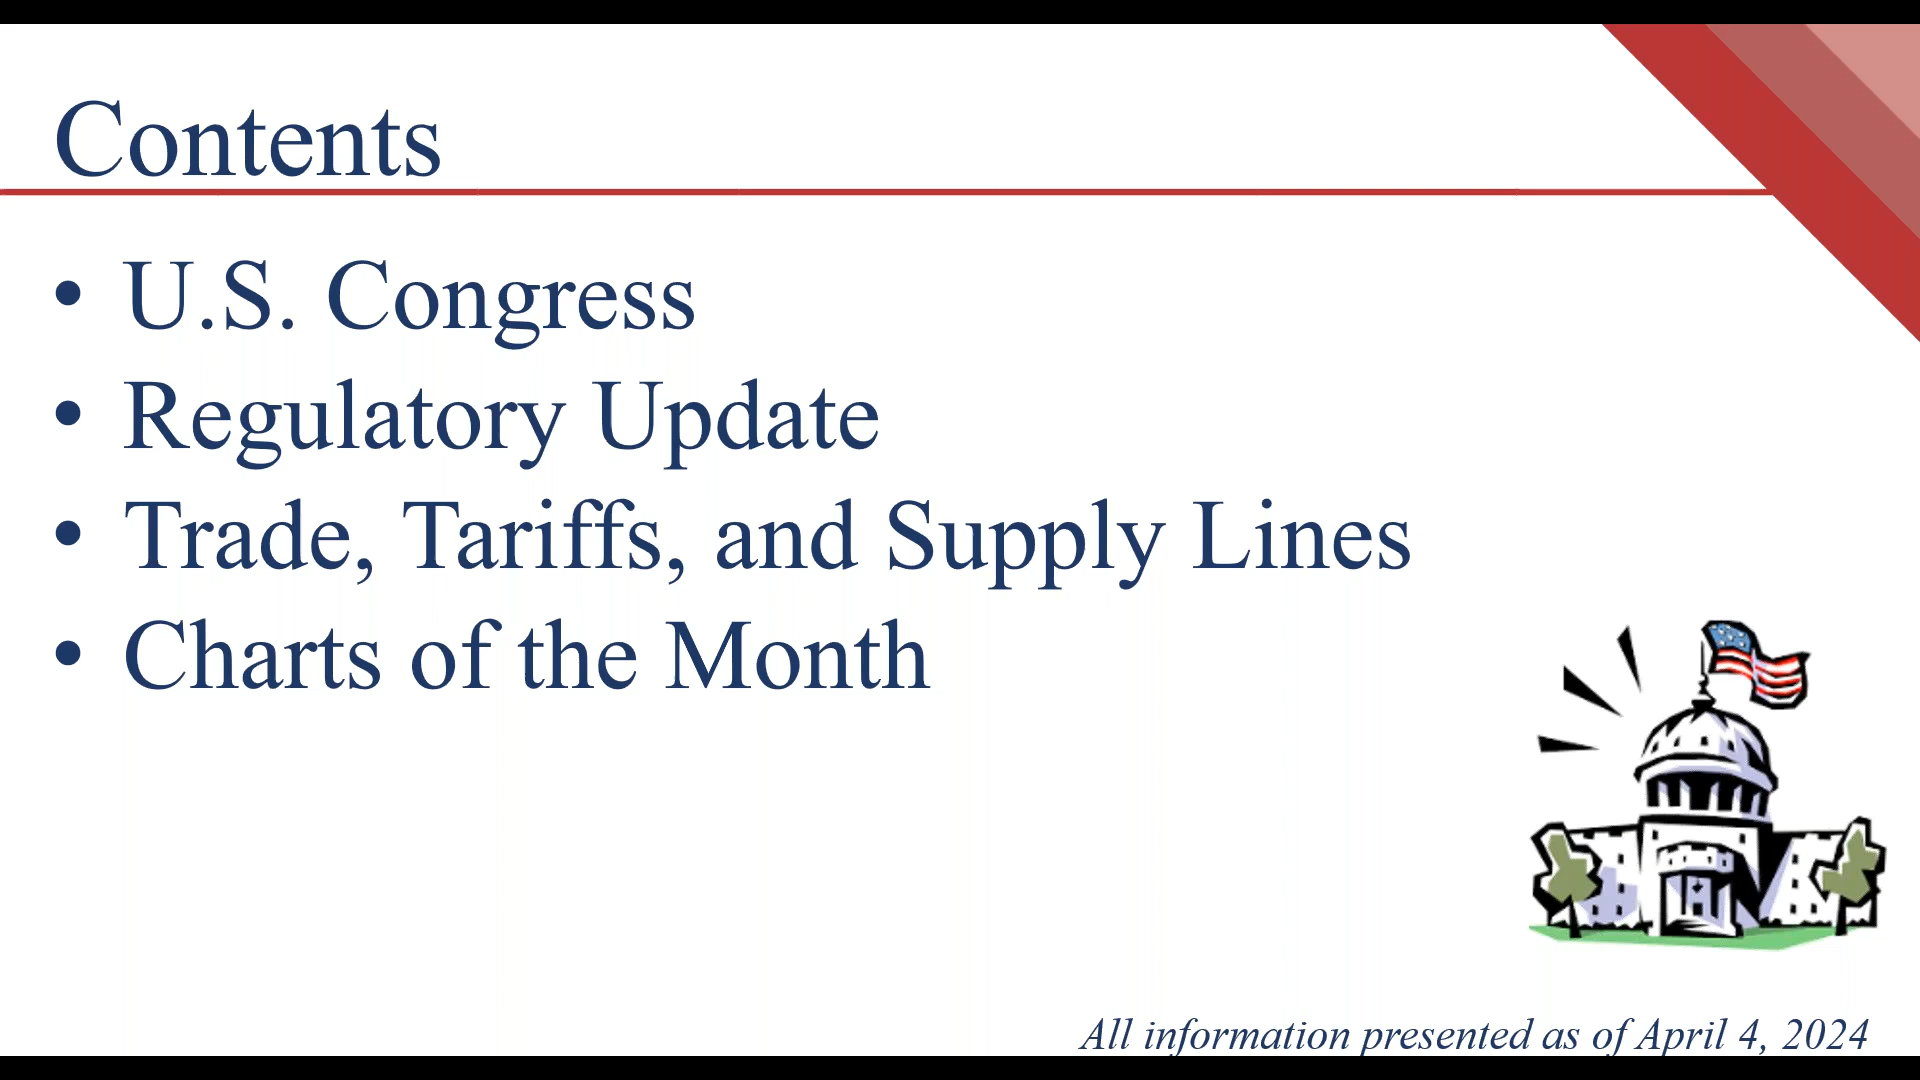 Contents
• U.S. Congress
• Regulatory Update
• Trade, Tariffs, and Supply Lines
• Charts of the Month
All information presented as of April 4, 2024